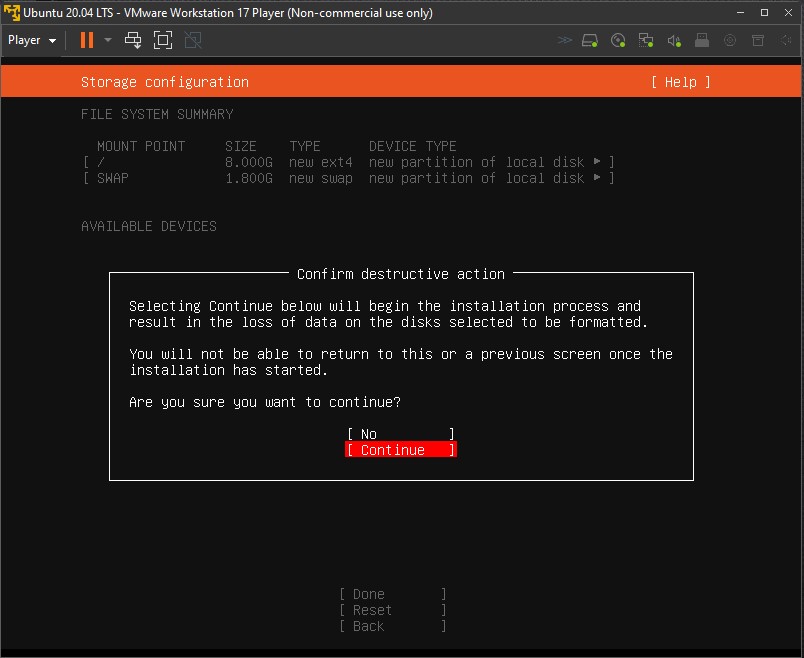 Ubuntu 20.04 LTS - VMware Workstation 17 Player (Non-commercial use only)
Player
Storage configuration [ Help ]
FILE SYSTEM SUMMARY
MOUNT POINT SIZE TYPE DEVICE TYPE
[ / 8.000G new ext4 new partition of local disk ▸ ]
[ SWAP 1.800G new swap new partition of local disk ▸ ]
AVAILABLE DEVICES
Confirm destructive action
Selecting Continue below will begin the installation process and
result in the loss of data on the disks selected to be formatted.
You will not be able to return to this or a previous screen once the
installation has started.
Are you sure you want to continue?
[ No ]
[ Continue ]
[ Done ]
[ Reset ]
[ Back ]